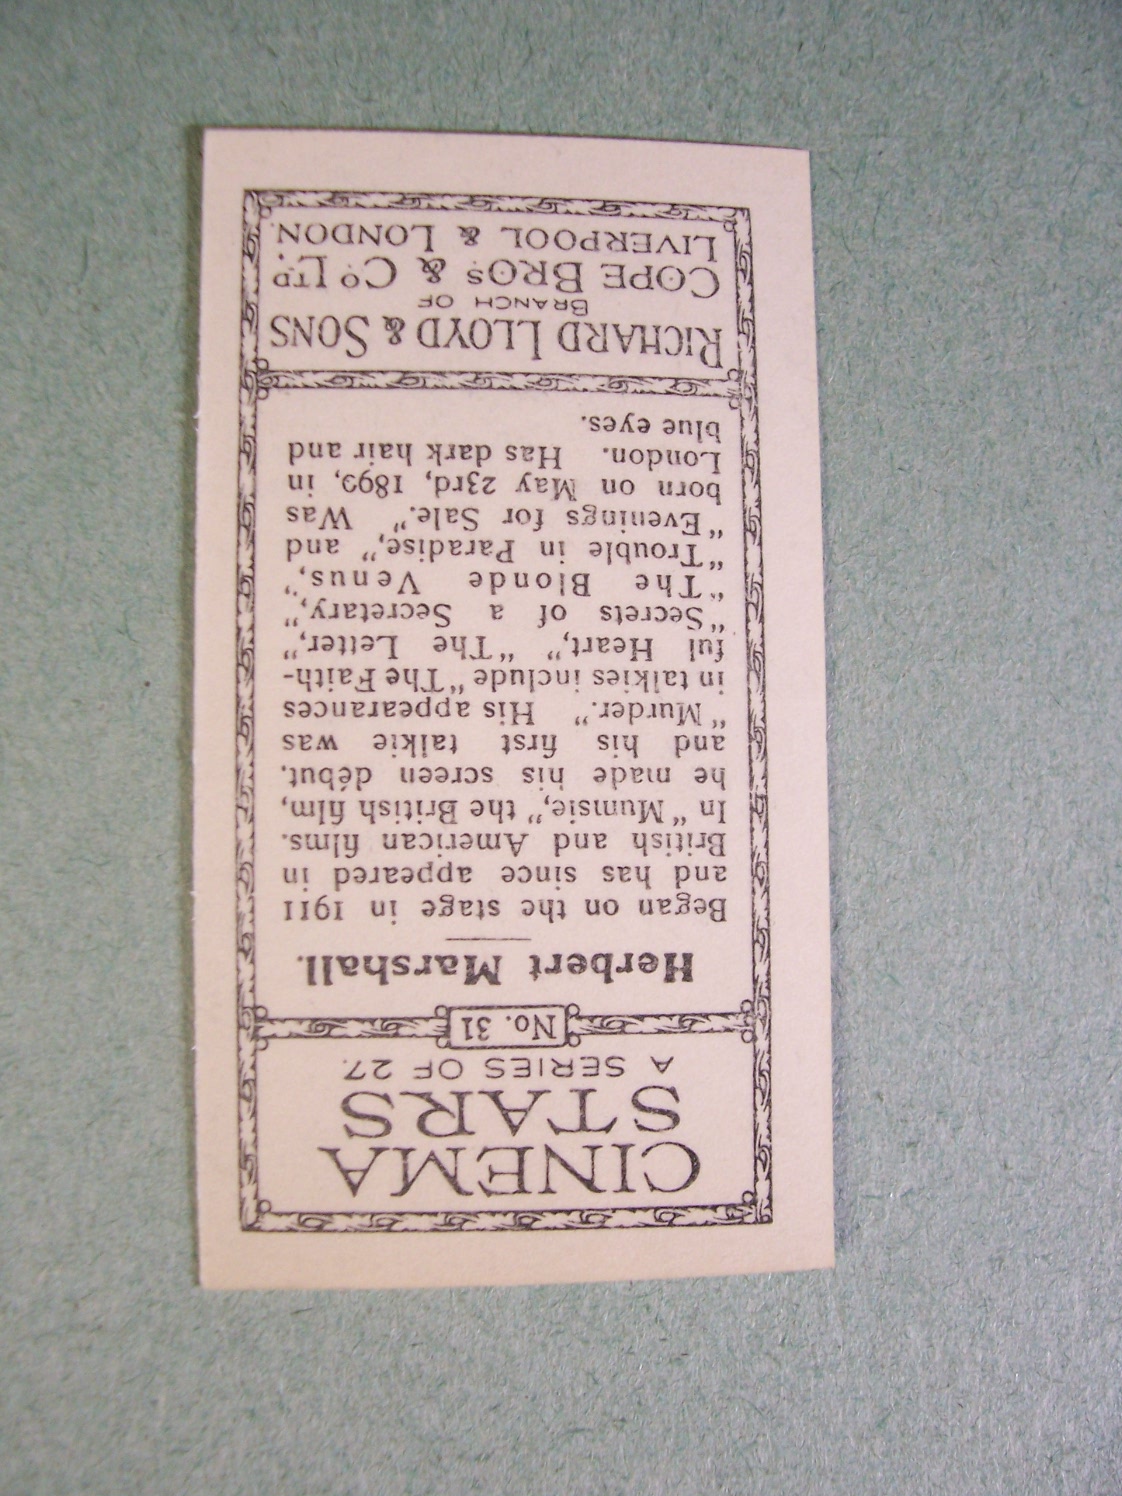 CINEMA
STARS
A SERIES OF 27.
No. 31
Herbert Marshall.
Began on the stage in 1911
and has since appeared in
British and American films.
In "Mumsie," the British film,
he made his screen début,
and his first talkie was
"Murder." His appearances
in talkies include "The Faith-
ful Heart," "The Letter,"
"Secrets of a Secretary,"
"The Blonde Venus,"
"Trouble in Paradise," and
"Evenings for Sale." Was
born on May 23rd, 1890, in
London. Has dark hair and
blue eyes.
RICHARD LLOYD & SONS
BRANCH OF
COPE BROS & CO LTD.
LIVERPOOL & LONDON.